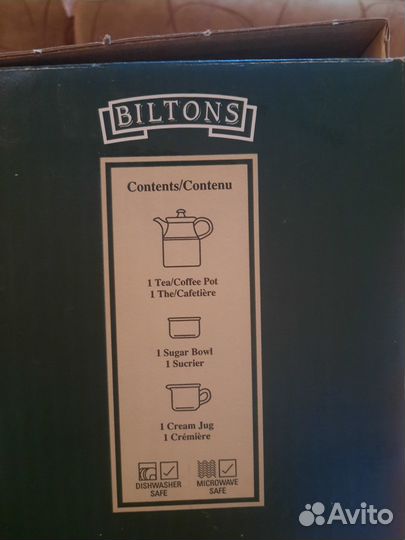 BILTONS
Contents/Contenu
1 Tea/Coffee Pot
1 The/Cafetière
1 Sugar Bowl
1 Sucrier
1 Cream Jug
1 Crémière
DISHWASHER
SAFE
MICROWAVE
SAFE
Avito